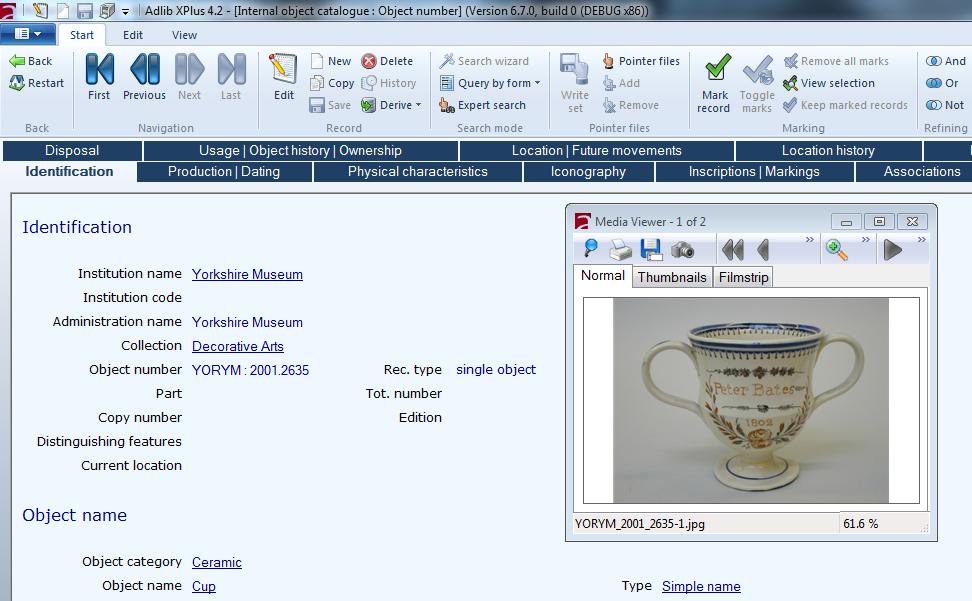 Adlib XPlus 4.2 - [Internal object catalogue : Object number] (Version 6.7.0, build 0 (DEBUG x86))
Start Edit View
Back Restart
Back
First Previous Next Last
Navigation
Edit
New Delete
Copy History
Save Derive
Record
Search wizard
Query by form
Expert search
Search mode
Write set
Pointer files
Add
Remove
Pointer files
Mark record
Toggle marks
Remove all marks
View selection
Keep marked records
Marking
And
Or
Not
Refining
Disposal Usage | Object history | Ownership Location | Future movements Location history
Identification Production | Dating Physical characteristics Iconography Inscriptions | Markings Associations
Identification
Institution name Yorkshire Museum
Institution code
Administration name Yorkshire Museum
Collection Decorative Arts
Object number YORYM : 2001.2635 Rec. type single object
Part Tot. number
Copy number Edition
Distinguishing features
Current location
Object name
Object category Ceramic
Object name Cup Type Simple name
Media Viewer - 1 of 2
Normal Thumbnails Filmstrip
Peter Bates
1802
YORYM_2001_2635-1.jpg 61.6 %